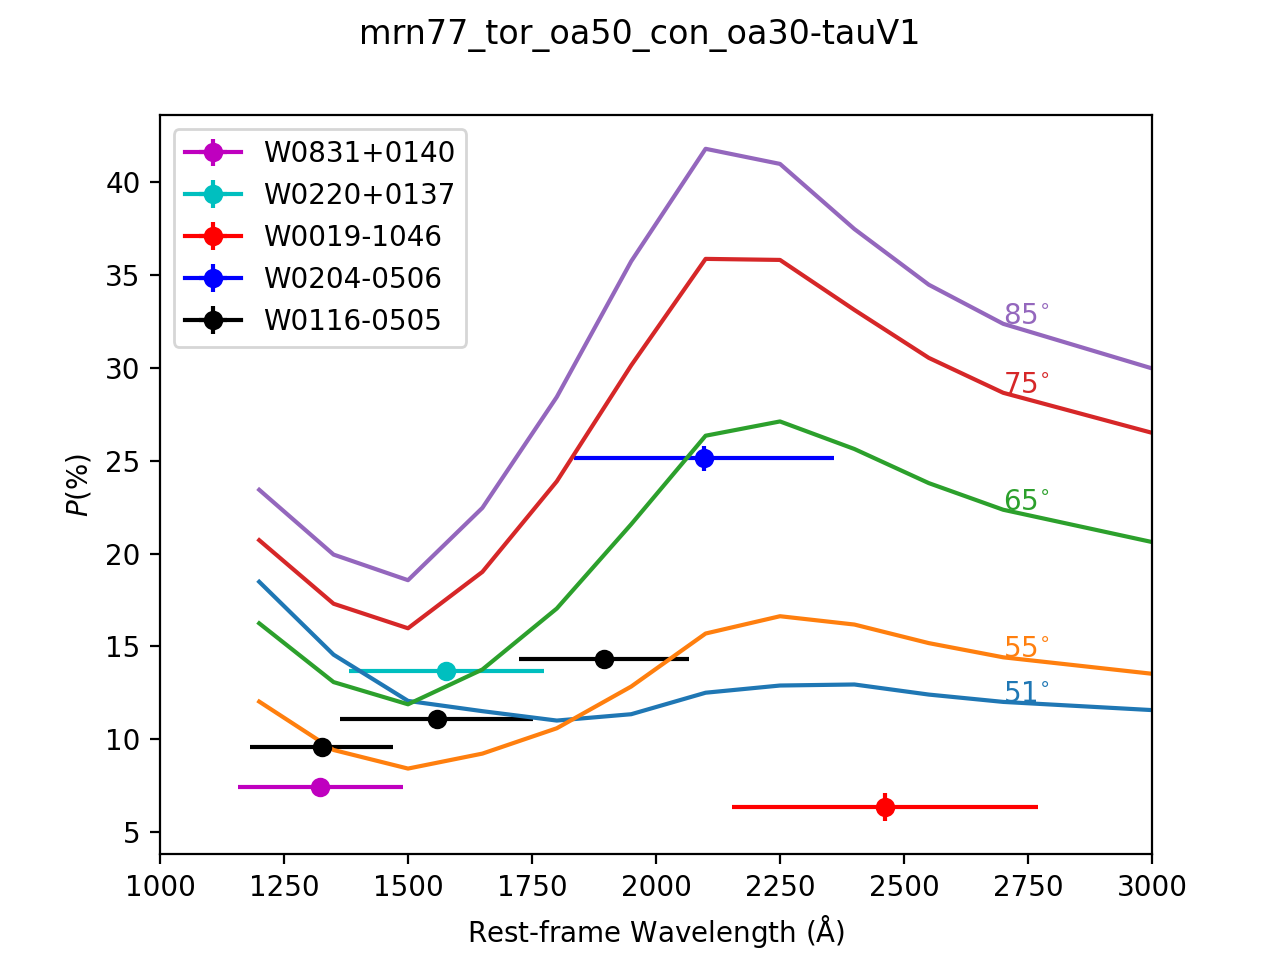 mrn77_tor_oa50_con_oa30-tauV1
W0831+0140
W0220+0137
W0019-1046
W0204-0506
W0116-0505
40
35
30
25
20
15
10
5
P(%)
85°
75°
65°
55°
51°
1000 1250 1500 1750 2000 2250 2500 2750 3000
Rest-frame Wavelength (Å)